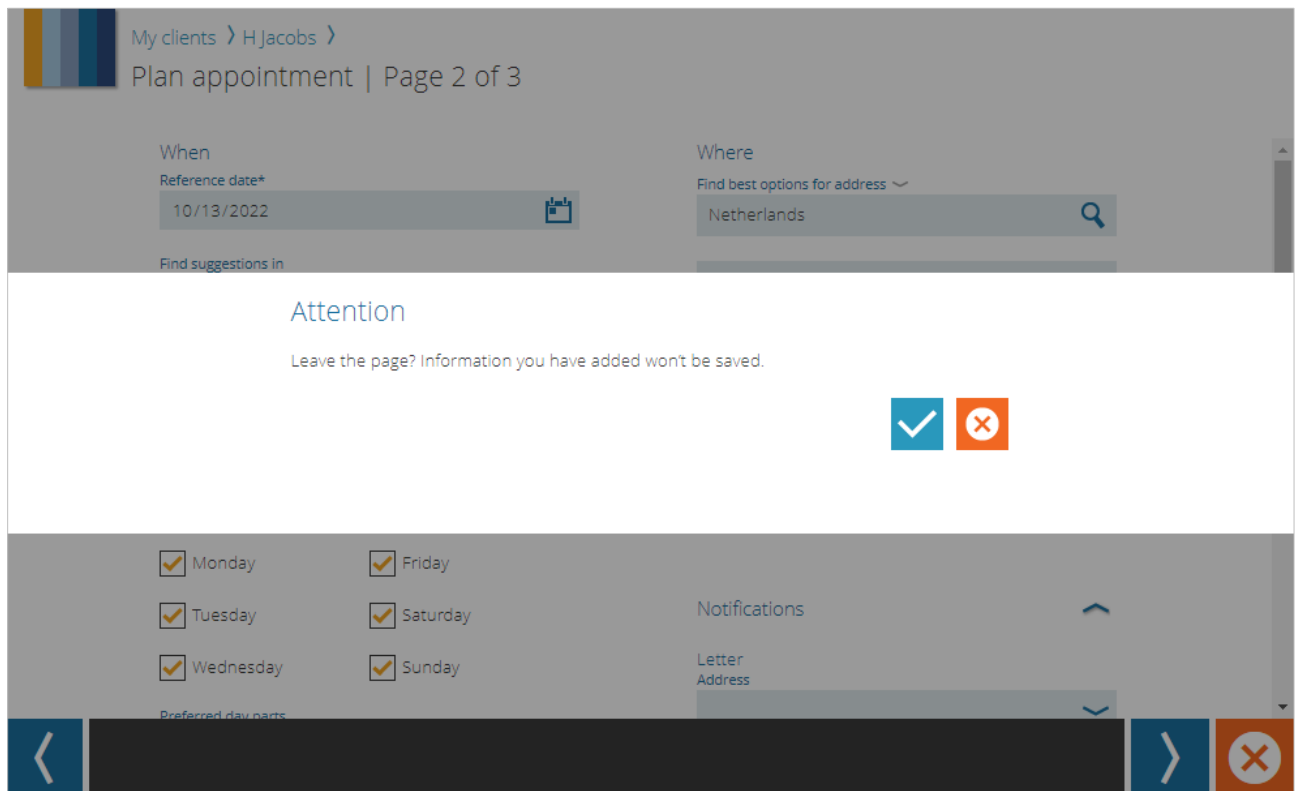 My clients ❭ H Jacobs ❭
Plan appointment | Page 2 of 3
When
Reference date*
10/13/2022
Find suggestions in
Where
Find best options for address
Netherlands
Attention
Leave the page? Information you have added won't be saved.
Monday
Friday
Tuesday
Saturday
Wednesday
Sunday
Preferred day parts
Notifications
Letter
Address